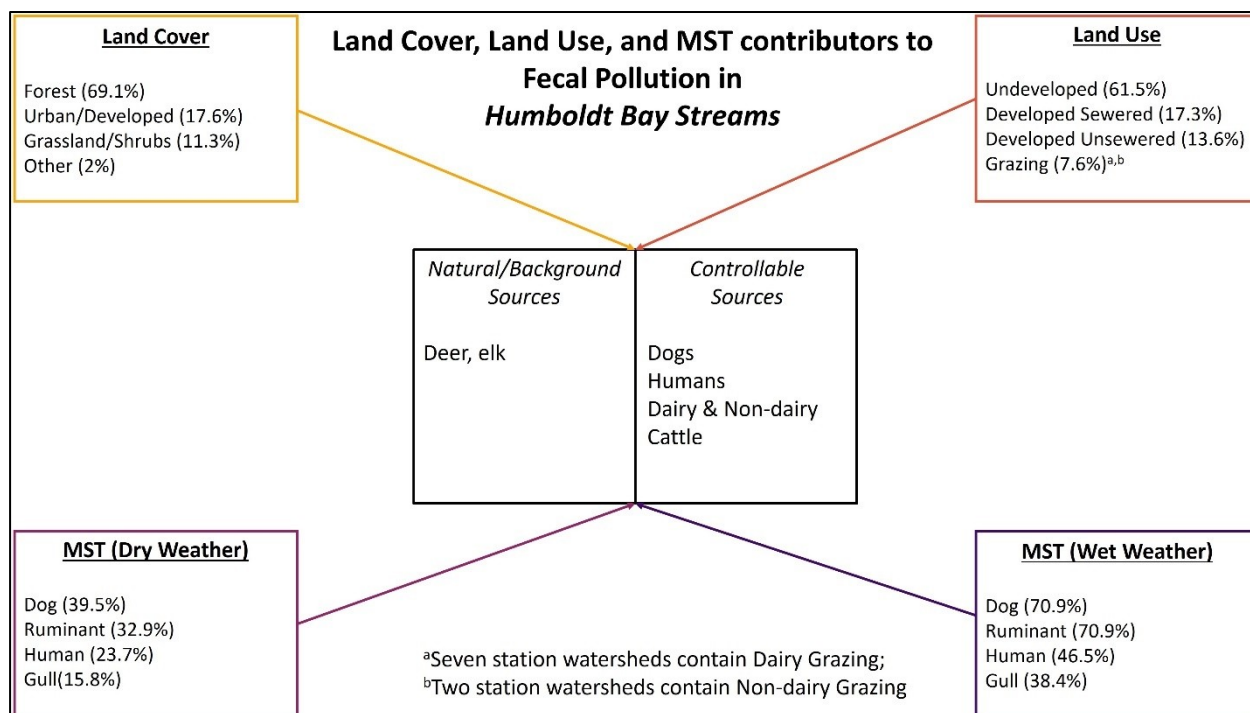 Land Cover, Land Use, and MST contributors to
Fecal Pollution in
Humboldt Bay Streams
Land Cover
Forest (69.1%)
Urban/Developed (17.6%)
Grassland/Shrubs (11.3%)
Other (2%)
Land Use
Undeveloped (61.5%)
Developed Sewered (17.3%)
Developed Unsewered (13.6%)
Grazing (7.6%)ᵃ,ᵇ
Natural/Background
Sources
Deer, elk
Controllable
Sources
Dogs
Humans
Dairy & Non-dairy
Cattle
MST (Dry Weather)
Dog (39.5%)
Ruminant (32.9%)
Human (23.7%)
Gull(15.8%)
ᵃSeven station watersheds contain Dairy Grazing;
ᵇTwo station watersheds contain Non-dairy Grazing
MST (Wet Weather)
Dog (70.9%)
Ruminant (70.9%)
Human (46.5%)
Gull (38.4%)